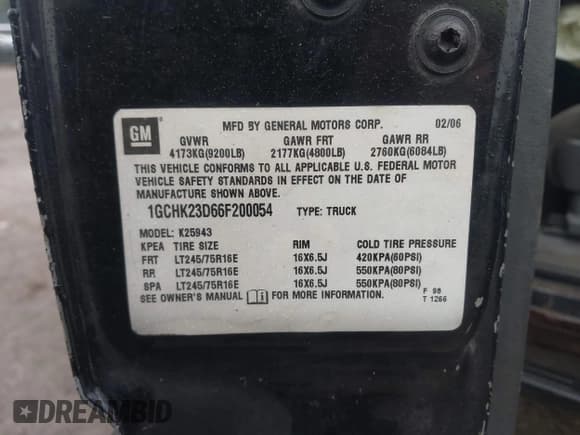 GM
MFD BY GENERAL MOTORS CORP. 02/06
GVWR GAWR FRT GAWR RR
4173KG(9200LB) 2177KG(4800LB) 2760KG(6084LB)
THIS VEHICLE CONFORMS TO ALL APPLICABLE U.S. FEDERAL MOTOR
VEHICLE SAFETY STANDARDS IN EFFECT ON THE DATE OF
MANUFACTURE SHOWN ABOVE.
1GCHK23D66F200054 TYPE: TRUCK
MODEL: K25943
KPEA TIRE SIZE RIM COLD TIRE PRESSURE
FRT LT245/75R16E 16X6.5J 420KPA(60PSI)
RR LT245/75R16E 16X6.5J 550KPA(80PSI)
SPA LT245/75R16E 16X6.5J 550KPA(80PSI)
SEE OWNER'S MANUAL FOR MORE INFORMATION.
F 98
T 1266
DREAMBID